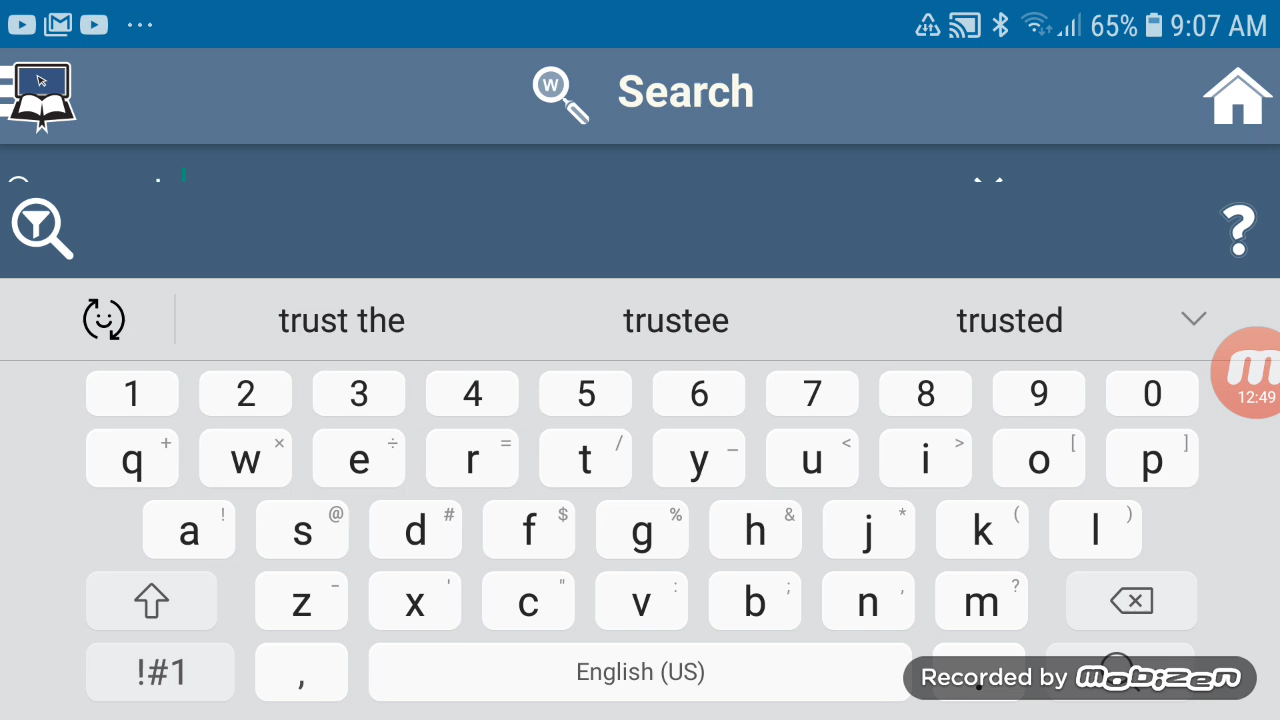 65% 9:07 AM
W Search
?
trust the trustee trusted
1 2 3 4 5 6 7 8 9 0
12:49
q + w × e ÷ r = t / y _ u < i > o [ p ]
a ! s @ d # f $ g % h & j * k ( l )
z - x ' c " v : b ; n , m ?
!#1 , English (US) .
Recorded by mobizen